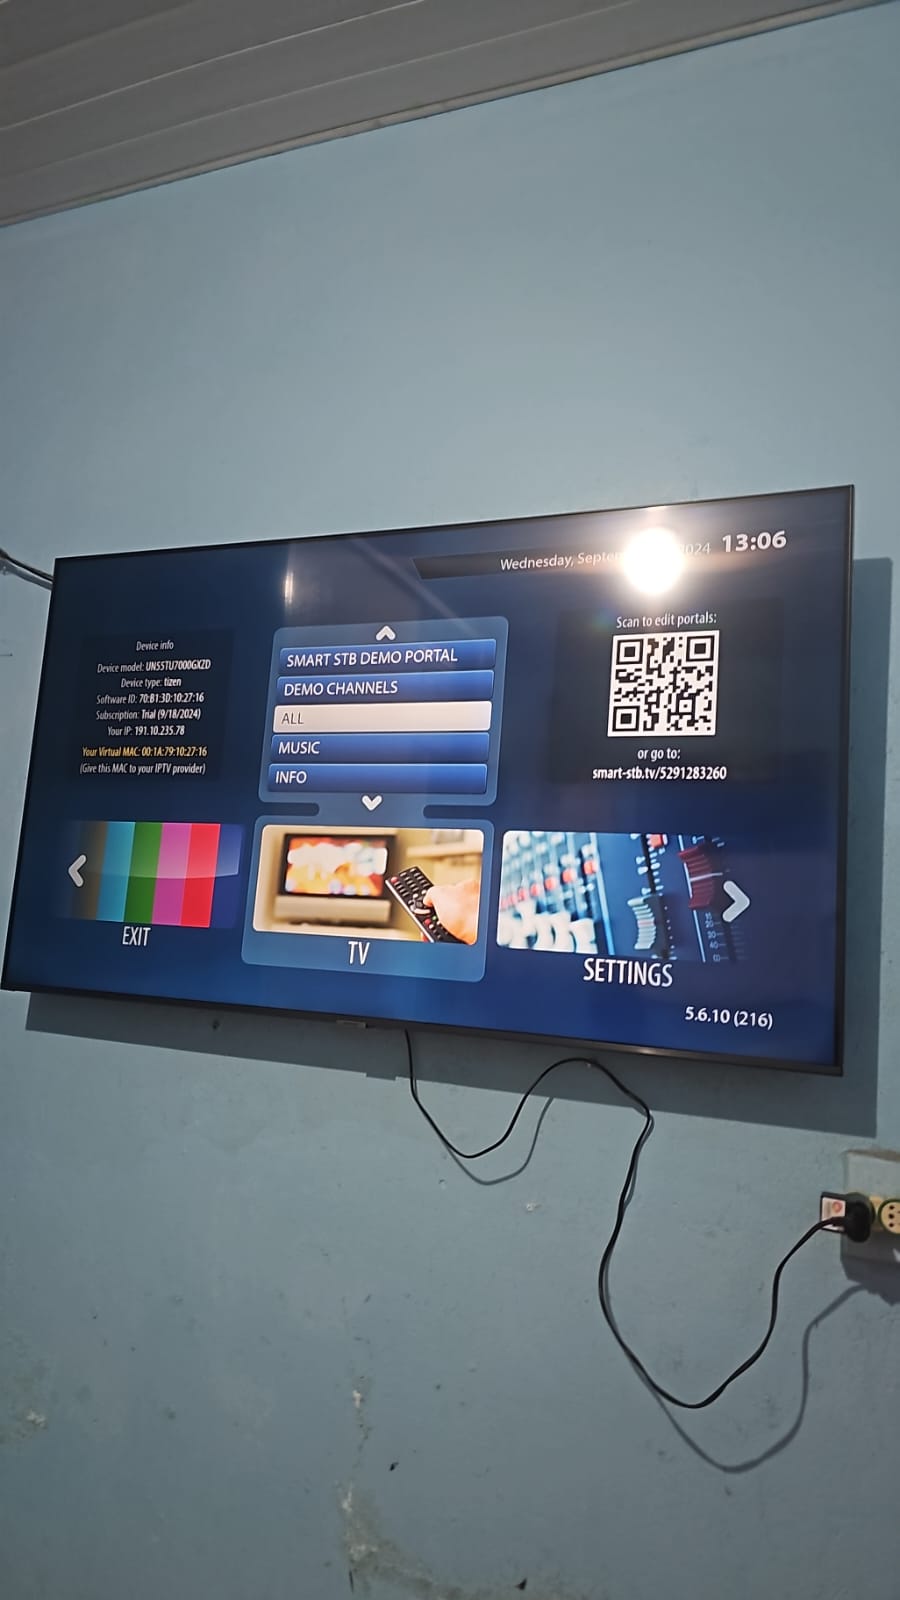 Wednesday, Septem 2024 13:06
Device info
Device model: UN55TU7000GXZD
Device type: tizen
Software ID: 70:B1:3D:10:27:16
Subscription: Trial (9/18/2024)
Your IP: 191.10.235.78
Your Virtual MAC: 00:1A:79:10:27:16
(Give this MAC to your IPTV provider)
SMART STB DEMO PORTAL
DEMO CHANNELS
ALL
MUSIC
INFO
Scan to edit portals:
or go to:
smart-stb.tv/5291283260
EXIT
TV
SETTINGS
5.6.10 (216)